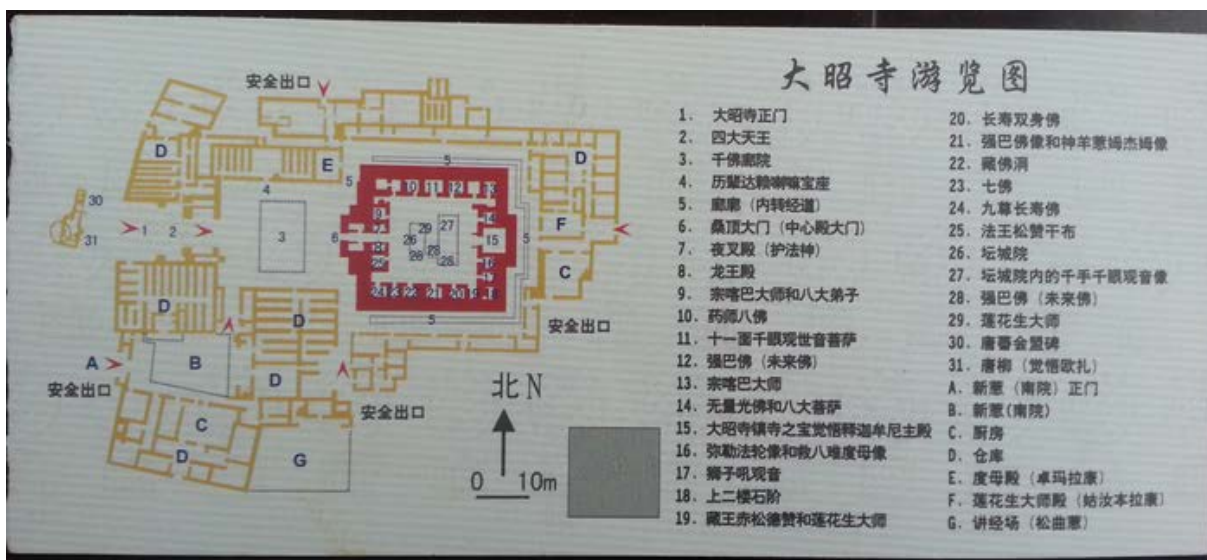 大昭寺游览图
安全出口
安全出口
安全出口
安全出口
北N
0 10m
1. 大昭寺正门
2. 四大天王
3. 千佛廊院
4. 历辈达赖喇嘛宝座
5. 廊廓（内转经道）
6. 桑顶大门（中心殿大门）
7. 夜叉殿（护法神）
8. 龙王殿
9. 宗喀巴大师和八大弟子
10. 药师八佛
11. 十一面千眼观世音菩萨
12. 强巴佛（未来佛）
13. 宗喀巴大师
14. 无量光佛和八大菩萨
15. 大昭寺镇寺之宝觉悟释迦牟尼主殿
16. 弥勒法轮像和救八难度母像
17. 狮子吼观音
18. 上二楼石阶
19. 藏王赤松德赞和莲花生大师
20. 长寿双身佛
21. 强巴佛像和神羊惹姆杰姆像
22. 藏佛洞
23. 七佛
24. 九尊长寿佛
25. 法王松赞干布
26. 坛城院
27. 坛城院内的千手千眼观音像
28. 强巴佛（未来佛）
29. 莲花生大师
30. 唐蕃会盟碑
31. 唐柳（觉悟欧扎）
A. 新惹（南院）正门
B. 新惹(南院)
C. 厨房
D. 仓库
E. 度母殿（卓玛拉康）
F. 莲花生大师殿（姑汝本拉康）
G. 讲经场（松曲惹）